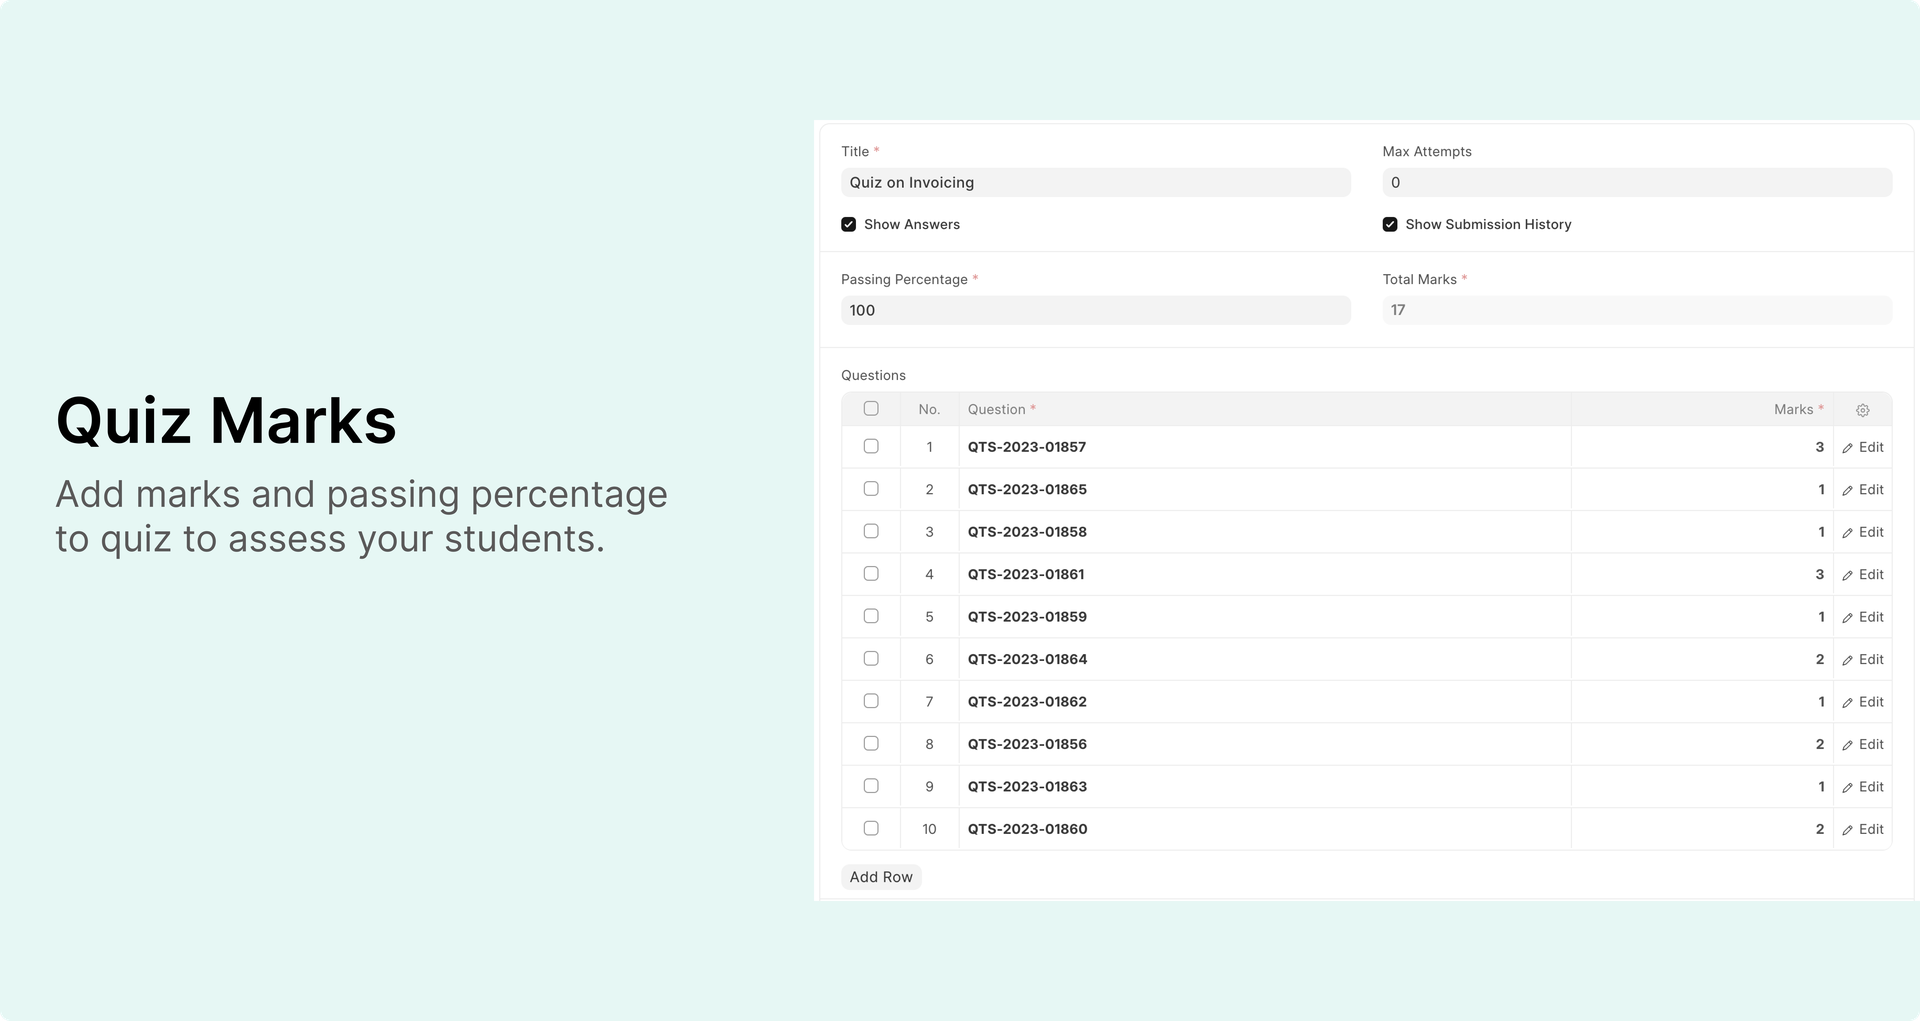 Quiz Marks
Add marks and passing percentage
to quiz to assess your students.
Title *
Max Attempts
Quiz on Invoicing
0
Show Answers
Show Submission History
Passing Percentage *
Total Marks *
100
17
Questions
No. Question * Marks *
1 QTS-2023-01857 3 Edit
2 QTS-2023-01865 1 Edit
3 QTS-2023-01858 1 Edit
4 QTS-2023-01861 3 Edit
5 QTS-2023-01859 1 Edit
6 QTS-2023-01864 2 Edit
7 QTS-2023-01862 1 Edit
8 QTS-2023-01856 2 Edit
9 QTS-2023-01863 1 Edit
10 QTS-2023-01860 2 Edit
Add Row